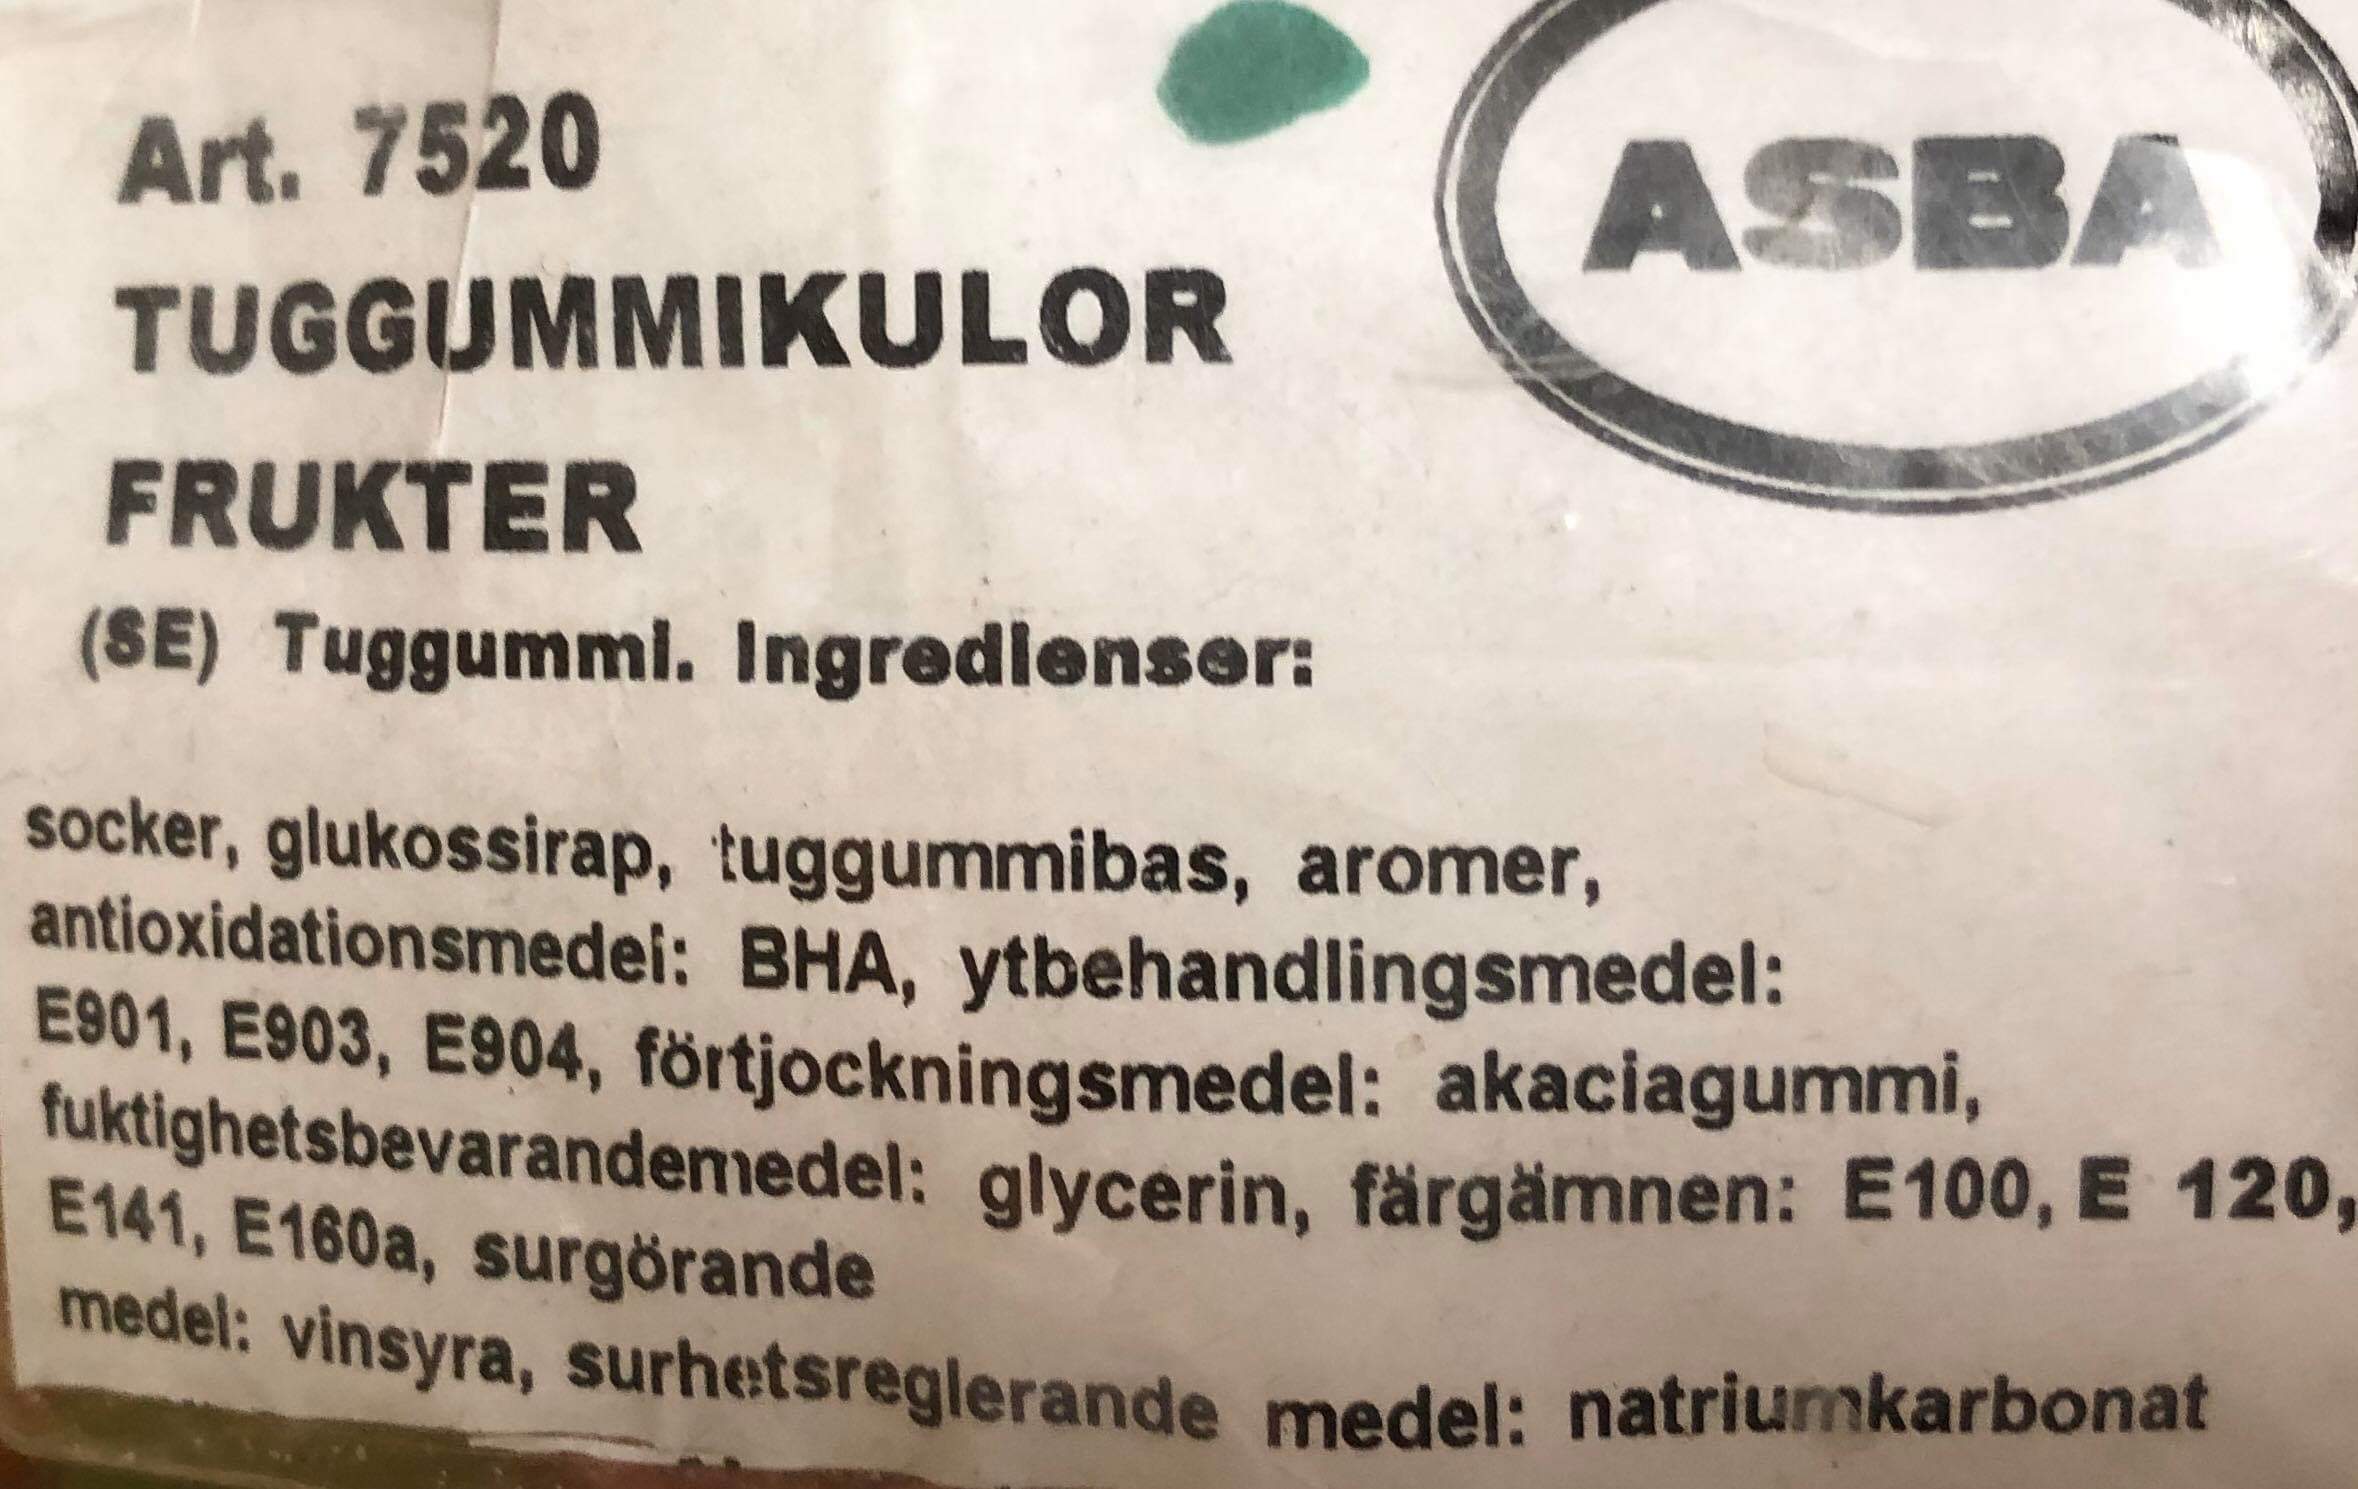 Art. 7520
ASBA
TUGGUMMIKULOR
FRUKTER
(SE) Tuggummi. Ingredienser:
socker, glukossirap, tuggummibas, aromer,
antioxidationsmedel: BHA, ytbehandlingsmedel:
E901, E903, E904, förtjockningsmedel: akaciagummi,
fuktighetsbevarandemedel: glycerin, färgämnen: E100, E 120,
E141, E160a, surgörande
medel: vinsyra, surhetsreglerande medel: natriumkarbonat